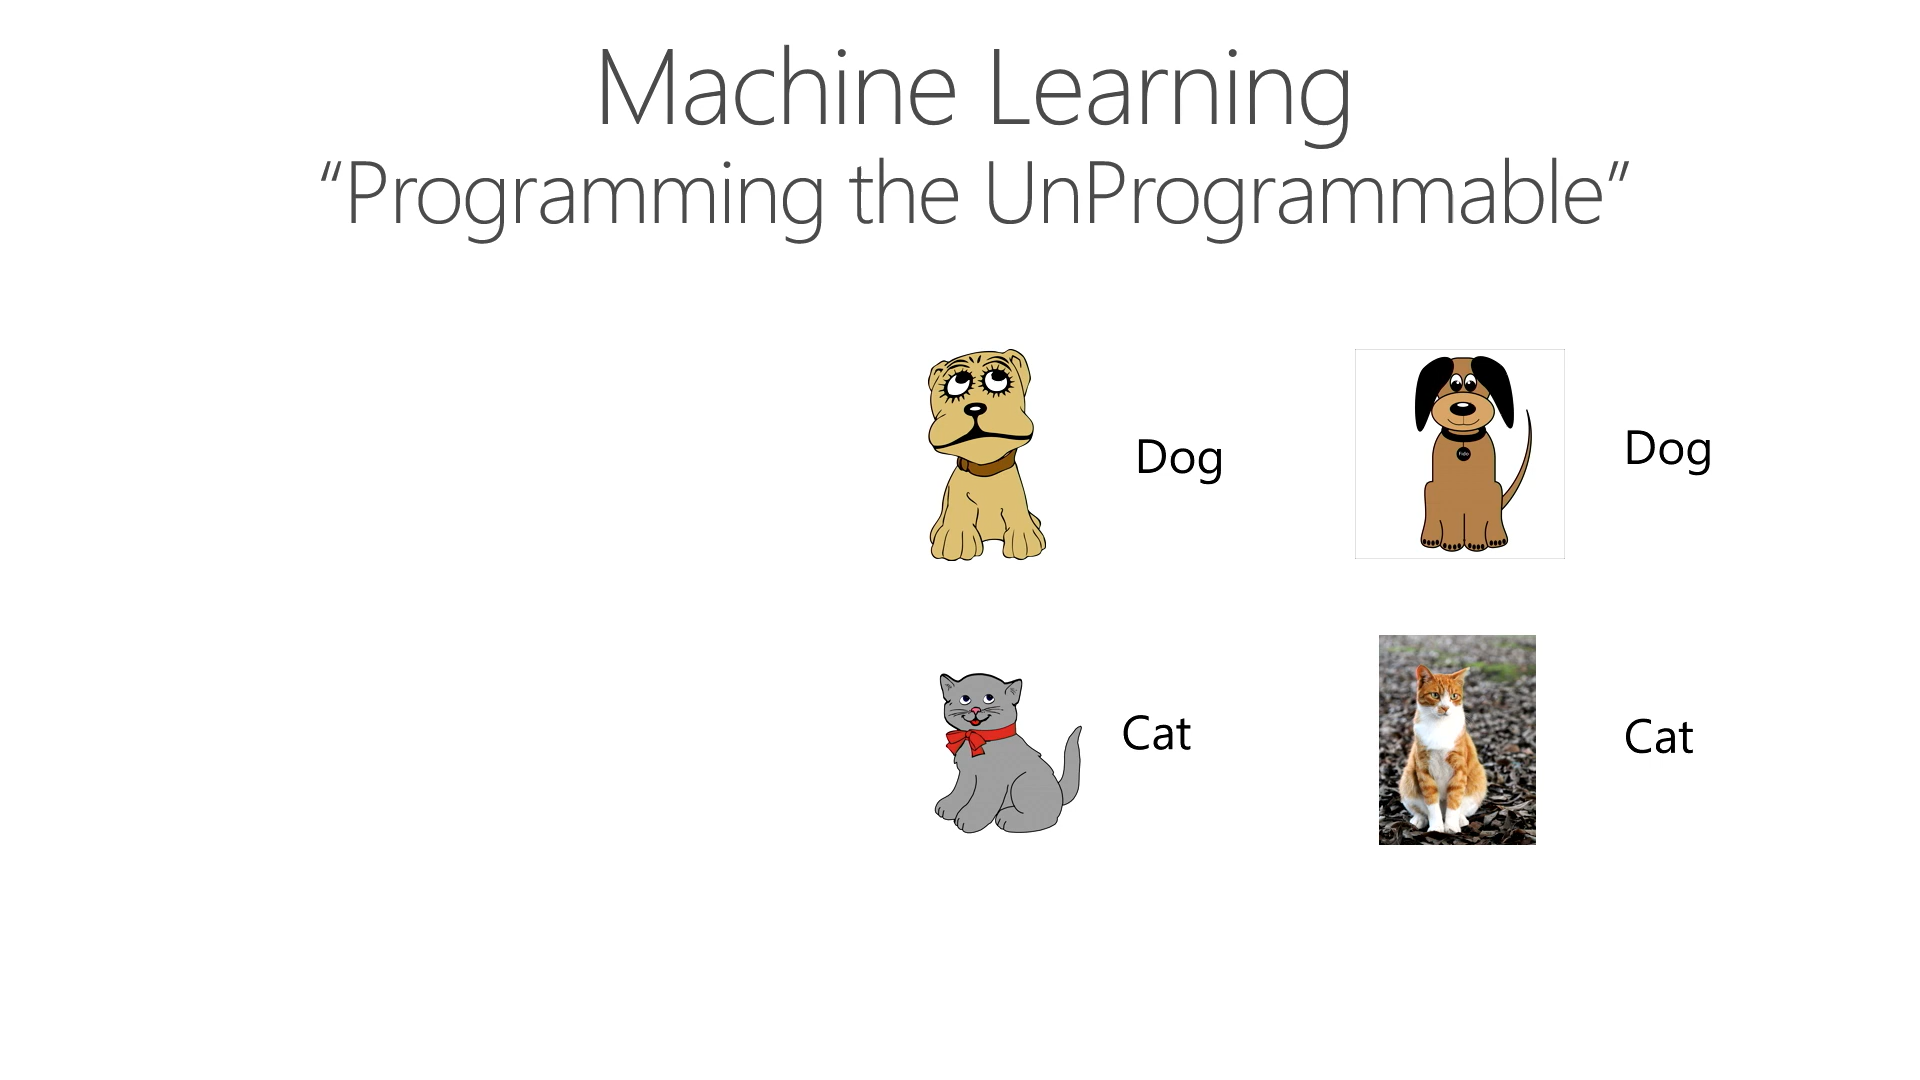 Machine Learning
“Programming the UnProgrammable”
Dog
Dog
Cat
Cat